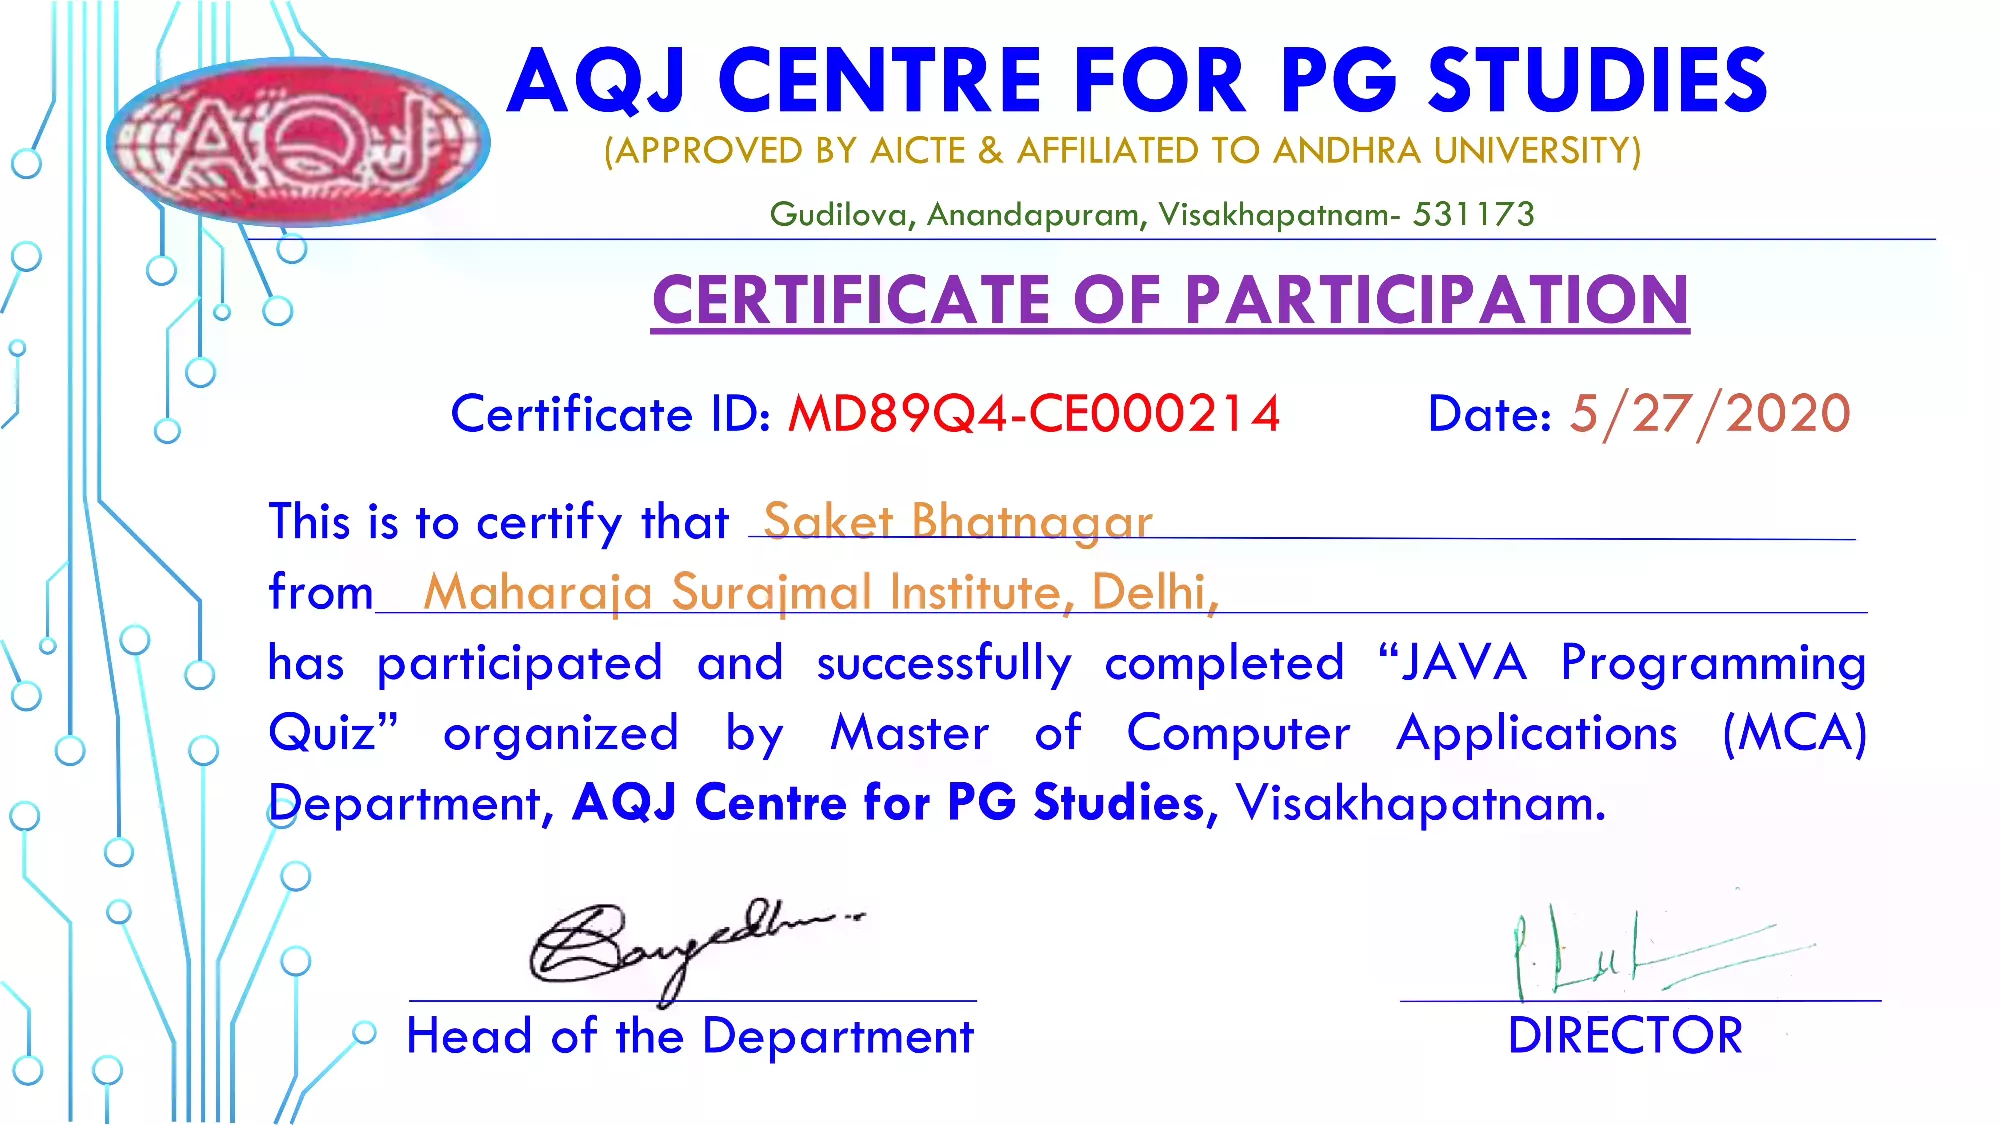 AQJ
AQJ CENTRE FOR PG STUDIES
(APPROVED BY AICTE & AFFILIATED TO ANDHRA UNIVERSITY)
Gudilova, Anandapuram, Visakhapatnam- 531173
CERTIFICATE OF PARTICIPATION
Certificate ID: MD89Q4-CE000214 Date: 5/27/2020
This is to certify that Saket Bhatnagar
from Maharaja Surajmal Institute, Delhi,
has participated and successfully completed “JAVA Programming
Quiz” organized by Master of Computer Applications (MCA)
Department, AQJ Centre for PG Studies, Visakhapatnam.
Head of the Department DIRECTOR